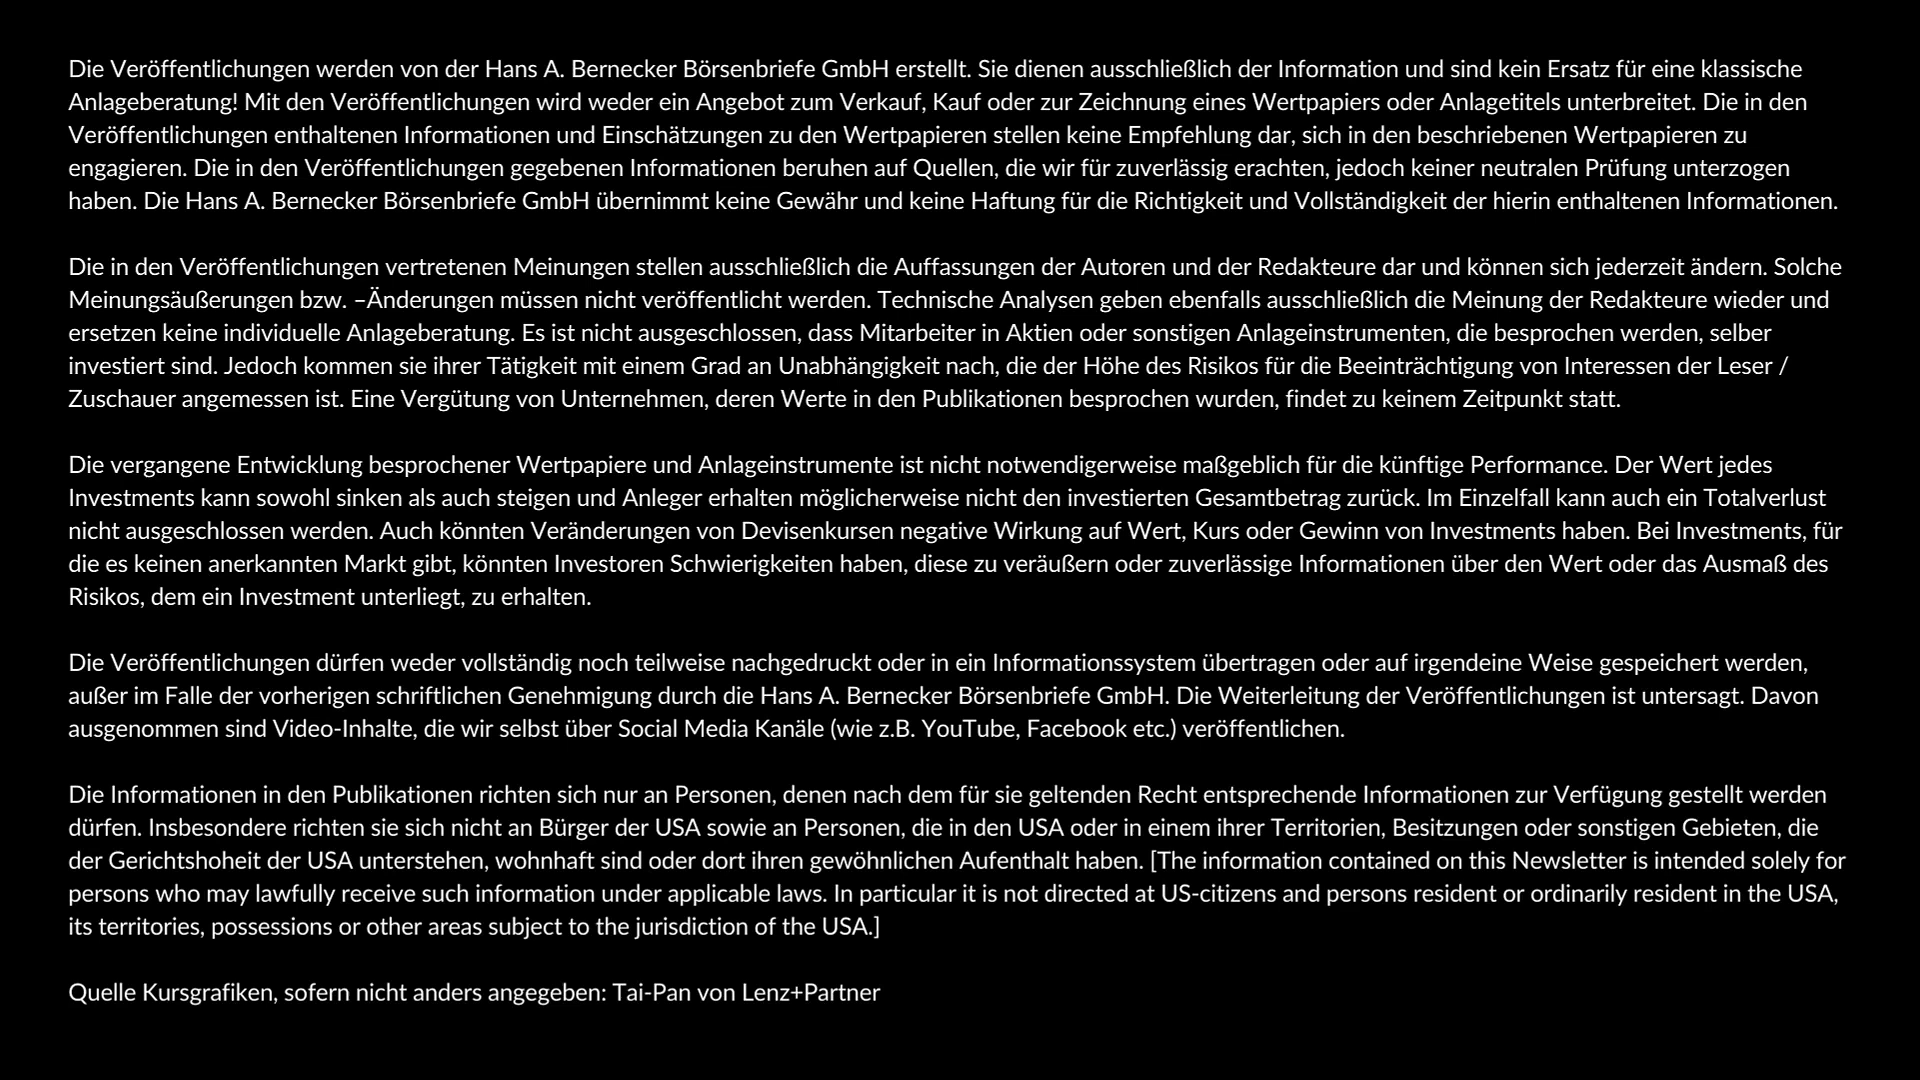 Die Veröffentlichungen werden von der Hans A. Bernecker Börsenbriefe GmbH erstellt. Sie dienen ausschließlich der Information und sind kein Ersatz für eine klassische
Anlageberatung! Mit den Veröffentlichungen wird weder ein Angebot zum Verkauf, Kauf oder zur Zeichnung eines Wertpapiers oder Anlagetitels unterbreitet. Die in den
Veröffentlichungen enthaltenen Informationen und Einschätzungen zu den Wertpapieren stellen keine Empfehlung dar, sich in den beschriebenen Wertpapieren zu
engagieren. Die in den Veröffentlichungen gegebenen Informationen beruhen auf Quellen, die wir für zuverlässig erachten, jedoch keiner neutralen Prüfung unterzogen
haben. Die Hans A. Bernecker Börsenbriefe GmbH übernimmt keine Gewähr und keine Haftung für die Richtigkeit und Vollständigkeit der hierin enthaltenen Informationen.
Die in den Veröffentlichungen vertretenen Meinungen stellen ausschließlich die Auffassungen der Autoren und der Redakteure dar und können sich jederzeit ändern. Solche
Meinungsäußerungen bzw. –Änderungen müssen nicht veröffentlicht werden. Technische Analysen geben ebenfalls ausschließlich die Meinung der Redakteure wieder und
ersetzen keine individuelle Anlageberatung. Es ist nicht ausgeschlossen, dass Mitarbeiter in Aktien oder sonstigen Anlageinstrumenten, die besprochen werden, selber
investiert sind. Jedoch kommen sie ihrer Tätigkeit mit einem Grad an Unabhängigkeit nach, die der Höhe des Risikos für die Beeinträchtigung von Interessen der Leser /
Zuschauer angemessen ist. Eine Vergütung von Unternehmen, deren Werte in den Publikationen besprochen wurden, findet zu keinem Zeitpunkt statt.
Die vergangene Entwicklung besprochener Wertpapiere und Anlageinstrumente ist nicht notwendigerweise maßgeblich für die künftige Performance. Der Wert jedes
Investments kann sowohl sinken als auch steigen und Anleger erhalten möglicherweise nicht den investierten Gesamtbetrag zurück. Im Einzelfall kann auch ein Totalverlust
nicht ausgeschlossen werden. Auch könnten Veränderungen von Devisenkursen negative Wirkung auf Wert, Kurs oder Gewinn von Investments haben. Bei Investments, für
die es keinen anerkannten Markt gibt, könnten Investoren Schwierigkeiten haben, diese zu veräußern oder zuverlässige Informationen über den Wert oder das Ausmaß des
Risikos, dem ein Investment unterliegt, zu erhalten.
Die Veröffentlichungen dürfen weder vollständig noch teilweise nachgedruckt oder in ein Informationssystem übertragen oder auf irgendeine Weise gespeichert werden,
außer im Falle der vorherigen schriftlichen Genehmigung durch die Hans A. Bernecker Börsenbriefe GmbH. Die Weiterleitung der Veröffentlichungen ist untersagt. Davon
ausgenommen sind Video-Inhalte, die wir selbst über Social Media Kanäle (wie z.B. YouTube, Facebook etc.) veröffentlichen.
Die Informationen in den Publikationen richten sich nur an Personen, denen nach dem für sie geltenden Recht entsprechende Informationen zur Verfügung gestellt werden
dürfen. Insbesondere richten sie sich nicht an Bürger der USA sowie an Personen, die in den USA oder in einem ihrer Territorien, Besitzungen oder sonstigen Gebieten, die
der Gerichtshoheit der USA unterstehen, wohnhaft sind oder dort ihren gewöhnlichen Aufenthalt haben. [The information contained on this Newsletter is intended solely for
persons who may lawfully receive such information under applicable laws. In particular it is not directed at US-citizens and persons resident or ordinarily resident in the USA,
its territories, possessions or other areas subject to the jurisdiction of the USA.]
Quelle Kursgrafiken, sofern nicht anders angegeben: Tai-Pan von Lenz+Partner